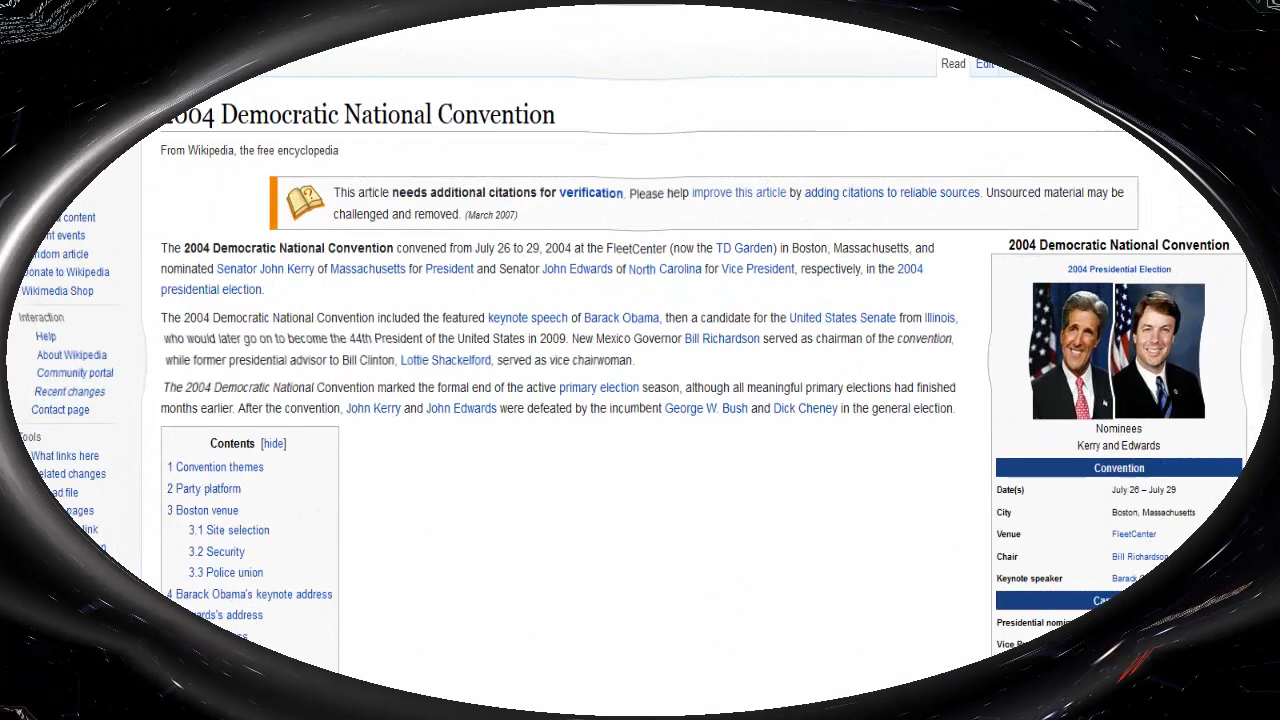 Read Edit
2004 Democratic National Convention
From Wikipedia, the free encyclopedia
This article needs additional citations for verification. Please help improve this article by adding citations to reliable sources. Unsourced material may be
challenged and removed. (March 2007)
The 2004 Democratic National Convention convened from July 26 to 29, 2004 at the FleetCenter (now the TD Garden) in Boston, Massachusetts, and
nominated Senator John Kerry of Massachusetts for President and Senator John Edwards of North Carolina for Vice President, respectively, in the 2004
presidential election.
The 2004 Democratic National Convention included the featured keynote speech of Barack Obama, then a candidate for the United States Senate from Illinois,
who would later go on to become the 44th President of the United States in 2009. New Mexico Governor Bill Richardson served as chairman of the convention,
while former presidential advisor to Bill Clinton, Lottie Shackelford, served as vice chairwoman.
The 2004 Democratic National Convention marked the formal end of the active primary election season, although all meaningful primary elections had finished
months earlier. After the convention, John Kerry and John Edwards were defeated by the incumbent George W. Bush and Dick Cheney in the general election.
Contents [hide]
1 Convention themes
2 Party platform
3 Boston venue
3.1 Site selection
3.2 Security
3.3 Police union
4 Barack Obama's keynote address
address
2004 Democratic National Convention
2004 Presidential Election
Nominees
Kerry and Edwards
Convention
Date(s) July 26 – July 29
City Boston, Massachusetts
Venue FleetCenter
Chair Bill Richardson
Keynote speaker Barack
Presidential
content
events
article
to Wikipedia
Wikimedia Shop
Interaction
Help
About Wikipedia
Community portal
Recent changes
Contact page
Tools
What links here
changes
file
pages
link